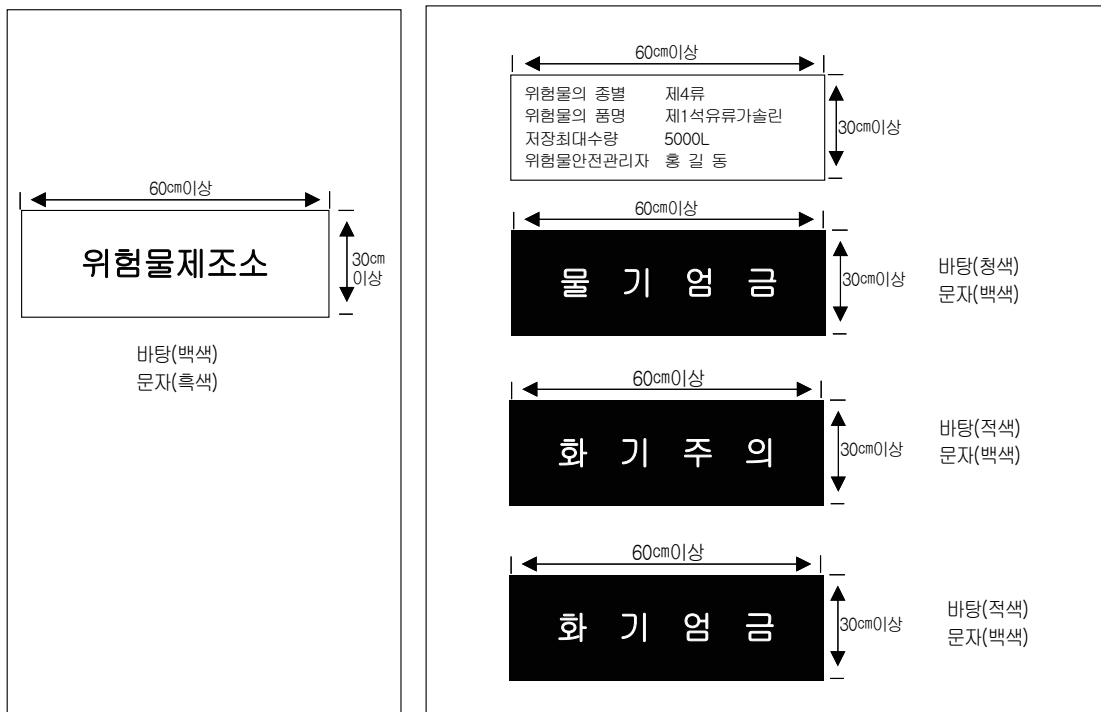 60㎝이상
위험물제조소
30㎝
이상
바탕(백색)
문자(흑색)
60㎝이상
위험물의 종별 제4류
위험물의 품명 제1석유류가솔린
저장최대수량 5000L
위험물안전관리자 홍 길 동
30㎝이상
60㎝이상
물 기 엄 금
30㎝이상
바탕(청색)
문자(백색)
60㎝이상
화 기 주 의
30㎝이상
바탕(적색)
문자(백색)
60㎝이상
화 기 엄 금
30㎝이상
바탕(적색)
문자(백색)